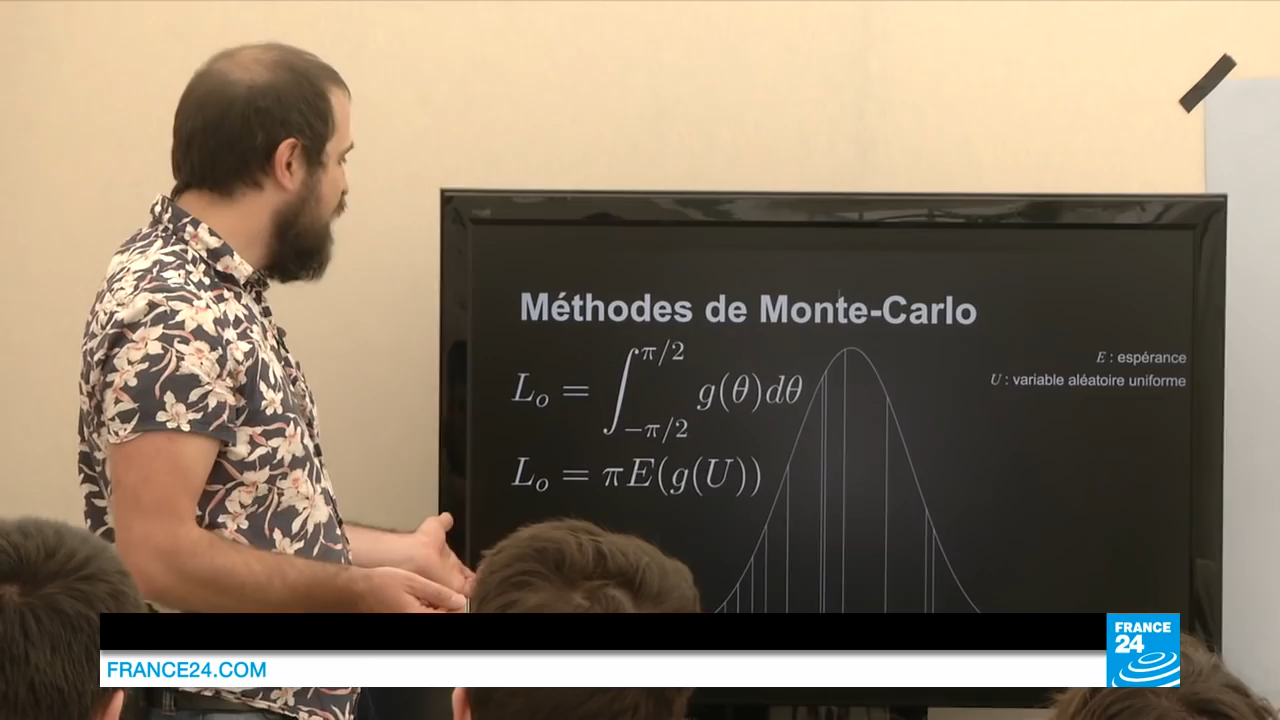 Méthodes de Monte-Carlo
L_o = ∫_{-π/2}^{π/2} g(θ)dθ
L_o = πE(g(U))
E : espérance
U : variable aléatoire uniforme
FRANCE
24
FRANCE24.COM